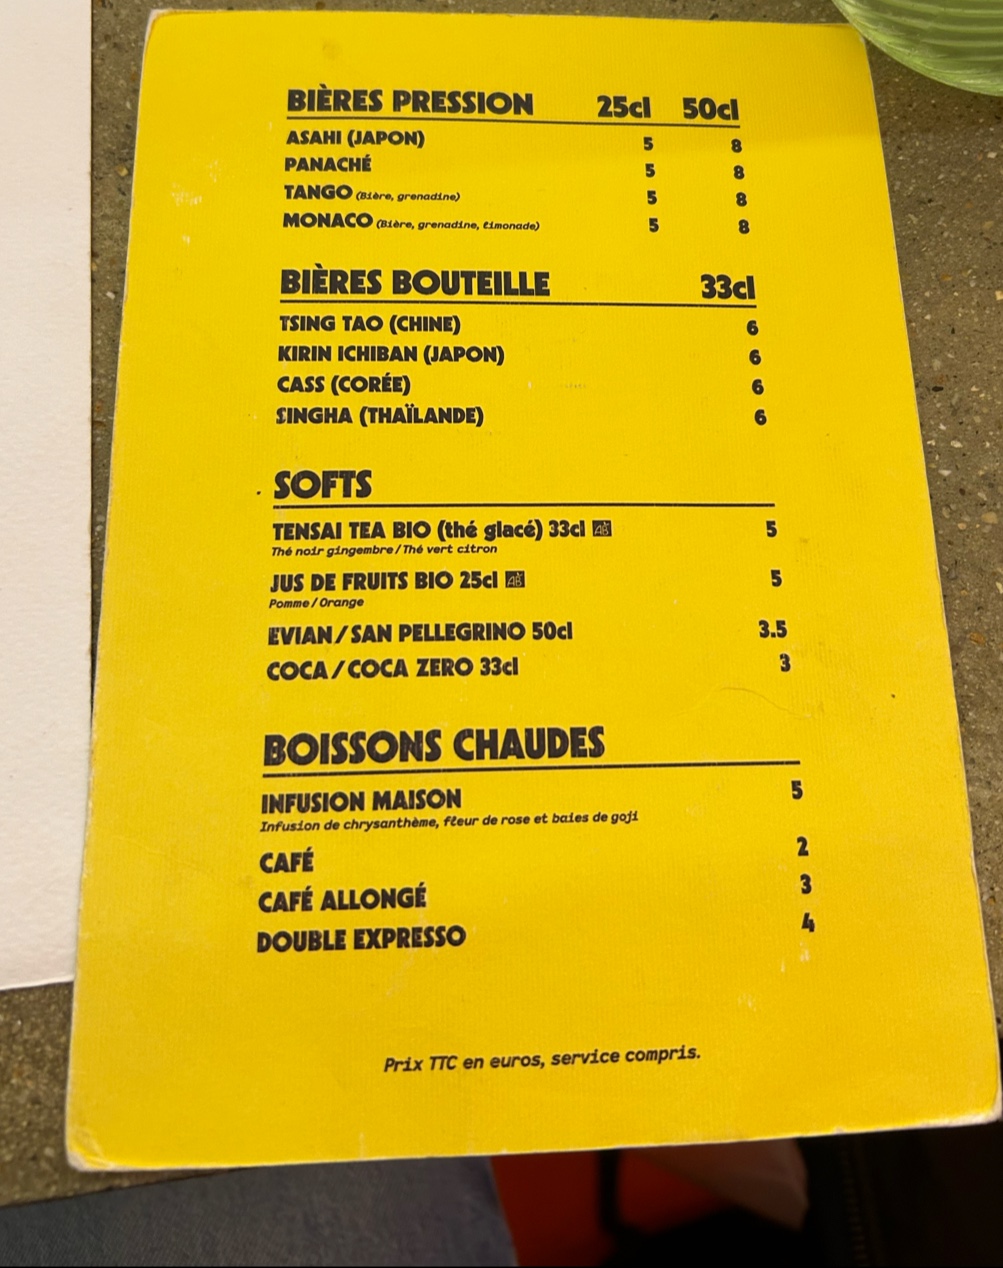 BIÈRES PRESSION 25cl 50cl
ASAHI (JAPON) 5 8
PANACHÉ 5 8
TANGO (Bière, grenadine) 5 8
MONACO (Bière, grenadine, limonade) 5 8
BIÈRES BOUTEILLE 33cl
TSING TAO (CHINE) 6
KIRIN ICHIBAN (JAPON) 6
CASS (CORÉE) 6
SINGHA (THAÏLANDE) 6
SOFTS
TENSAI TEA BIO (thé glacé) 33cl AB 5
Thé noir gingembre / Thé vert citron
JUS DE FRUITS BIO 25cl AB 5
Pomme / Orange
EVIAN / SAN PELLEGRINO 50cl 3.5
COCA / COCA ZERO 33cl 3
BOISSONS CHAUDES
INFUSION MAISON 5
Infusion de chrysanthème, fleur de rose et baies de goji
CAFÉ 2
CAFÉ ALLONGÉ 3
DOUBLE EXPRESSO 4
Prix TTC en euros, service compris.